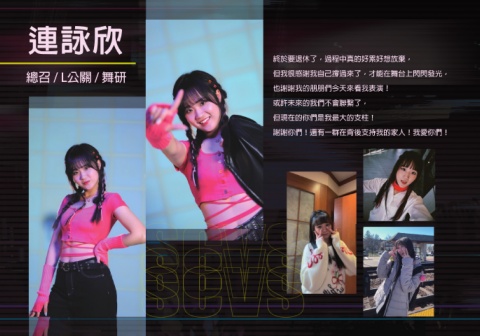 連詠欣
總召 / L公關 / 舞研
終於要退休了，過程中真的好累好想放棄，
但我很感謝我自己撐過來了，才能在舞台上閃閃發光，
也謝謝我的朋朋們今天來看我表演！
或許未來的我們不會聯繫了，
但現在的你們是我最大的支柱！
謝謝你們！還有一群在背後支持我的家人！我愛你們！
SCVS